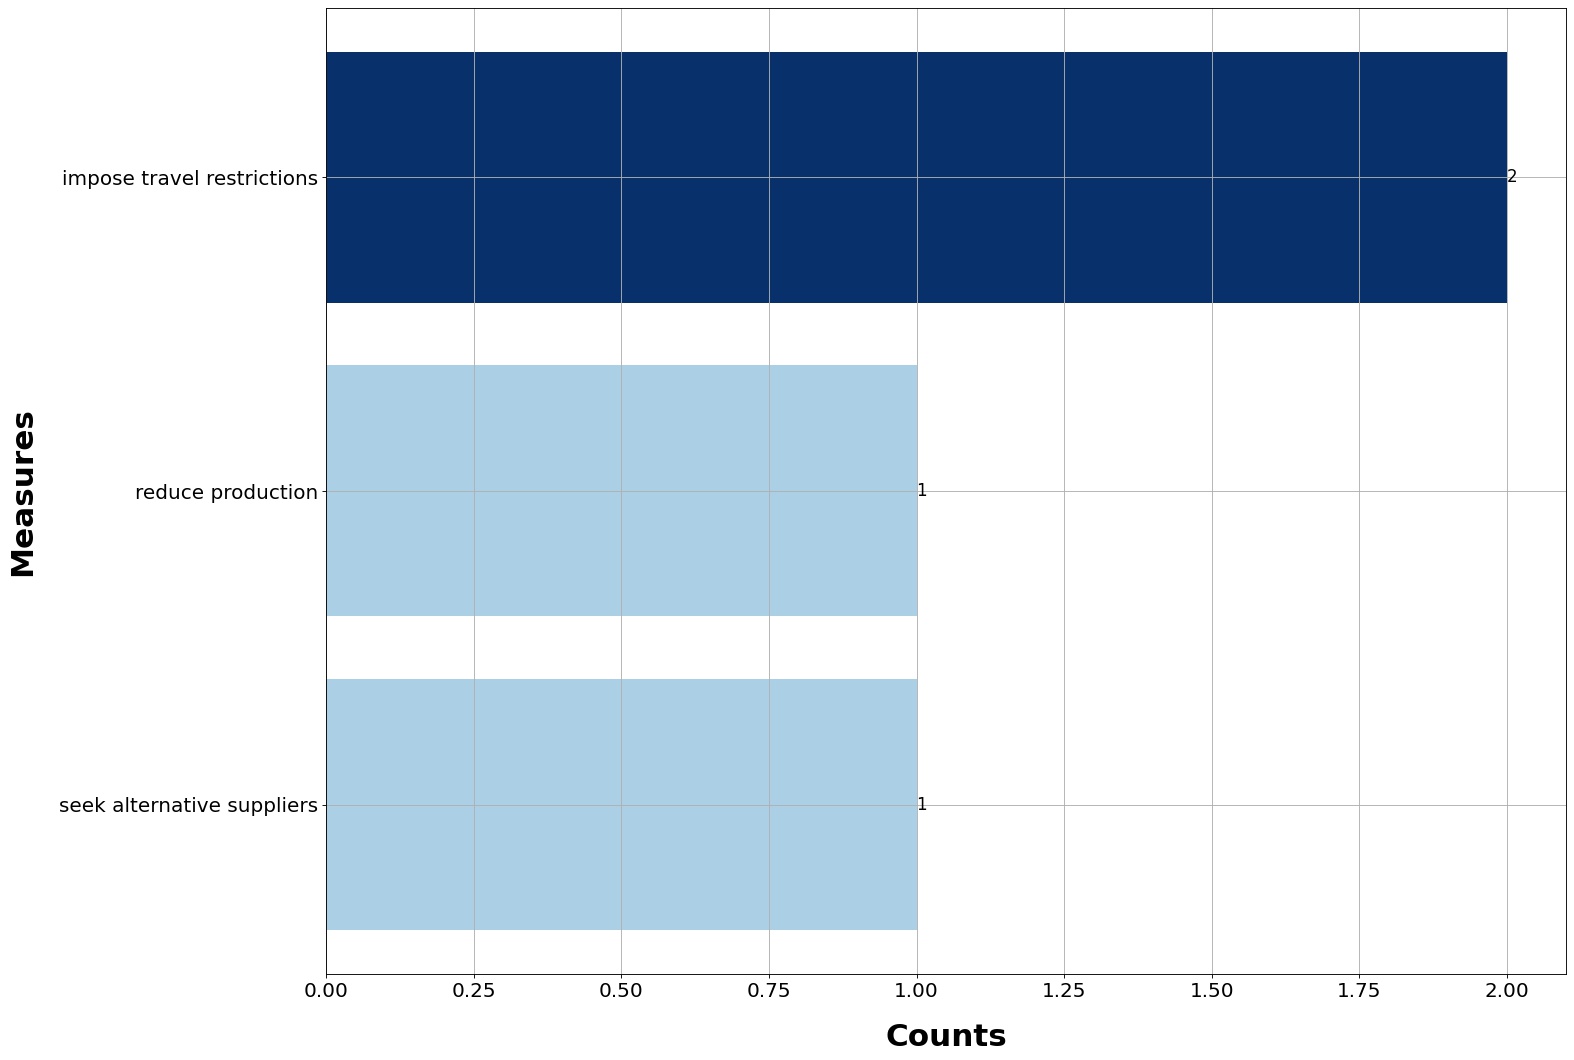 impose travel restrictions
2
reduce production
1
seek alternative suppliers
1
Measures
0.00 0.25 0.50 0.75 1.00 1.25 1.50 1.75 2.00
Counts